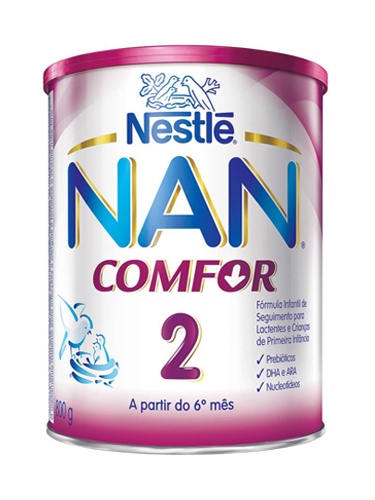 Nestlé
NAN®
COMFOR
2
Fórmula Infantil de
Seguimento para
Lactentes e Crianças
de Primeira Infância
✓ Prebióticos
✓ DHA e ARA
✓ Nucleotídeos
A partir do 6º mês
800g